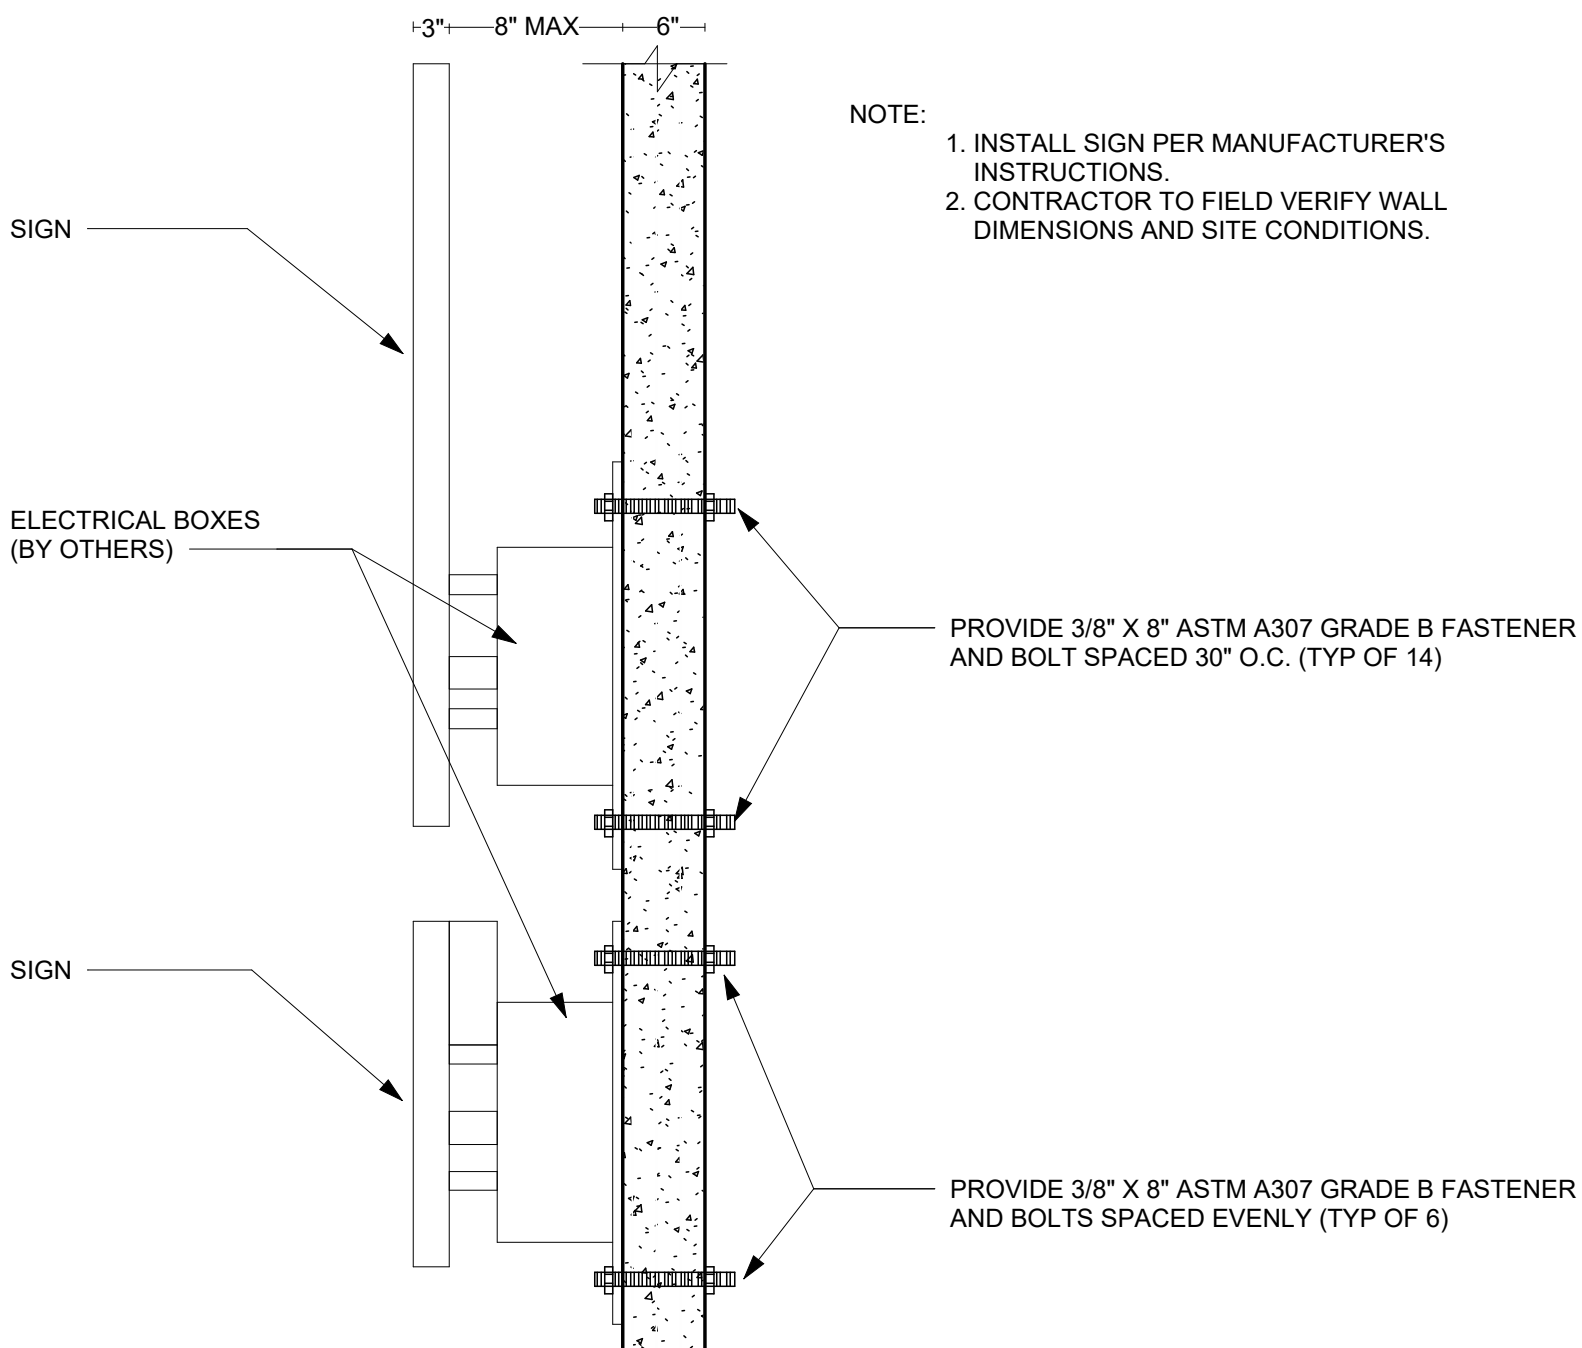 3" 8" MAX 6"
NOTE:
1. INSTALL SIGN PER MANUFACTURER'S
INSTRUCTIONS.
2. CONTRACTOR TO FIELD VERIFY WALL
DIMENSIONS AND SITE CONDITIONS.
SIGN
ELECTRICAL BOXES
(BY OTHERS)
PROVIDE 3/8" X 8" ASTM A307 GRADE B FASTENER
AND BOLT SPACED 30" O.C. (TYP OF 14)
SIGN
PROVIDE 3/8" X 8" ASTM A307 GRADE B FASTENER
AND BOLTS SPACED EVENLY (TYP OF 6)